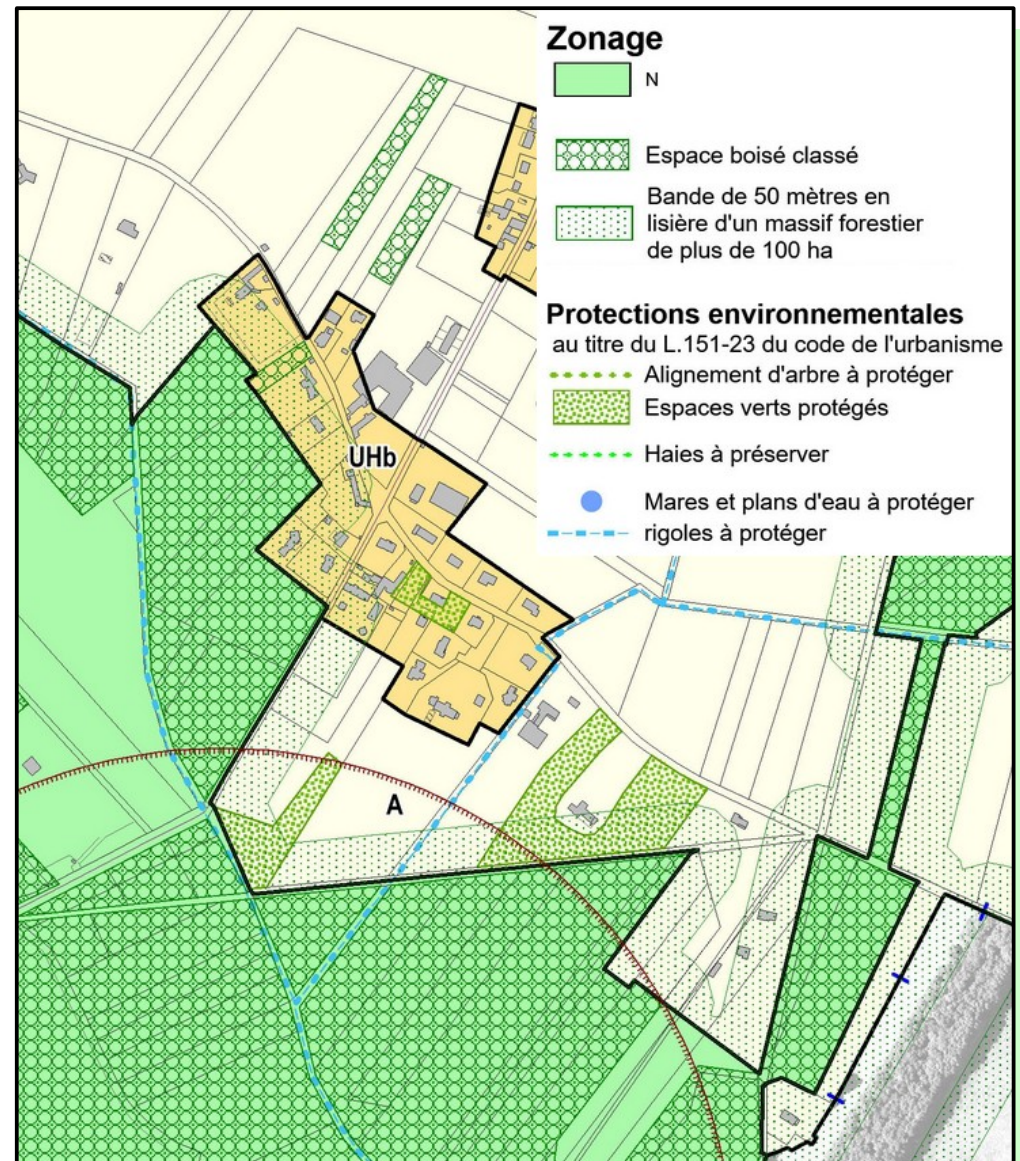 Zonage
N
Espace boisé classé
Bande de 50 mètres en
lisière d'un massif forestier
de plus de 100 ha
Protections environnementales
au titre du L.151-23 du code de l'urbanisme
Alignement d'arbre à protéger
Espaces verts protégés
Haies à préserver
Mares et plans d'eau à protéger
rigoles à protéger
UHb
A